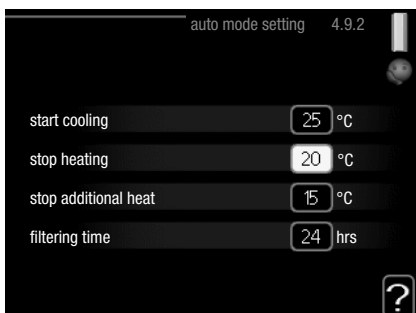 auto mode setting 4.9.2
start cooling 25 °C
stop heating 20 °C
stop additional heat 15 °C
filtering time 24 hrs
?